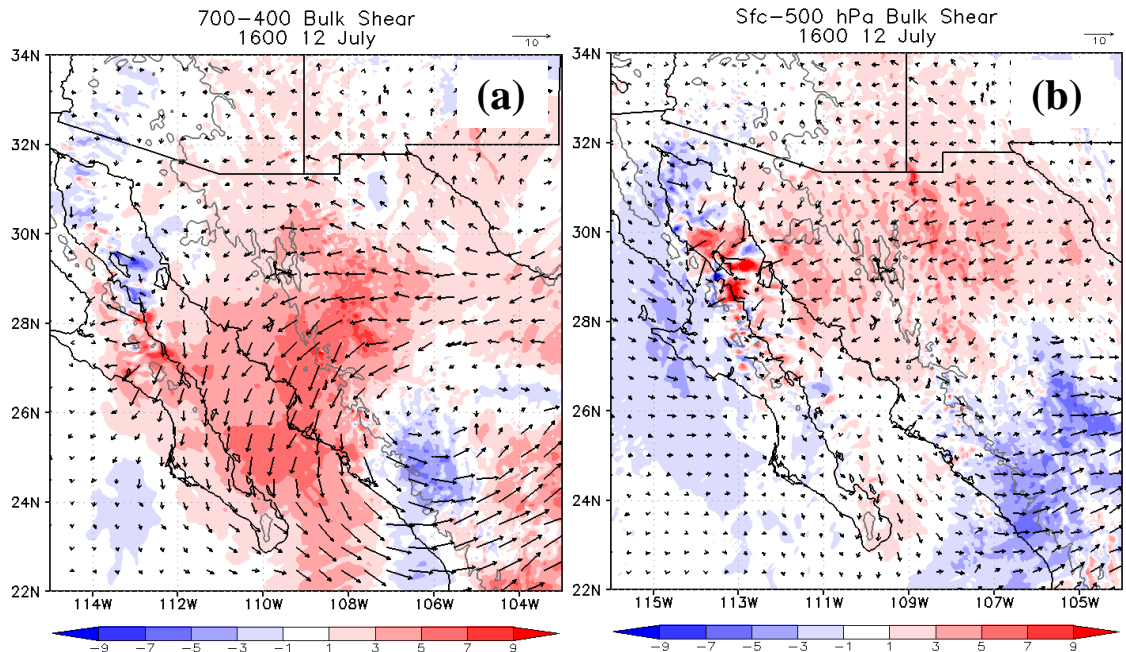 700−400 Bulk Shear
1600 12 July
10
(a)
34N
32N
30N
28N
26N
24N
22N
114W 112W 110W 108W 106W 104W
−9 −7 −5 −3 −1 1 3 5 7 9
Sfc−500 hPa Bulk Shear
1600 12 July
10
(b)
34N
32N
30N
28N
26N
24N
22N
115W 113W 111W 109W 107W 105W
−9 −7 −5 −3 −1 1 3 5 7 9